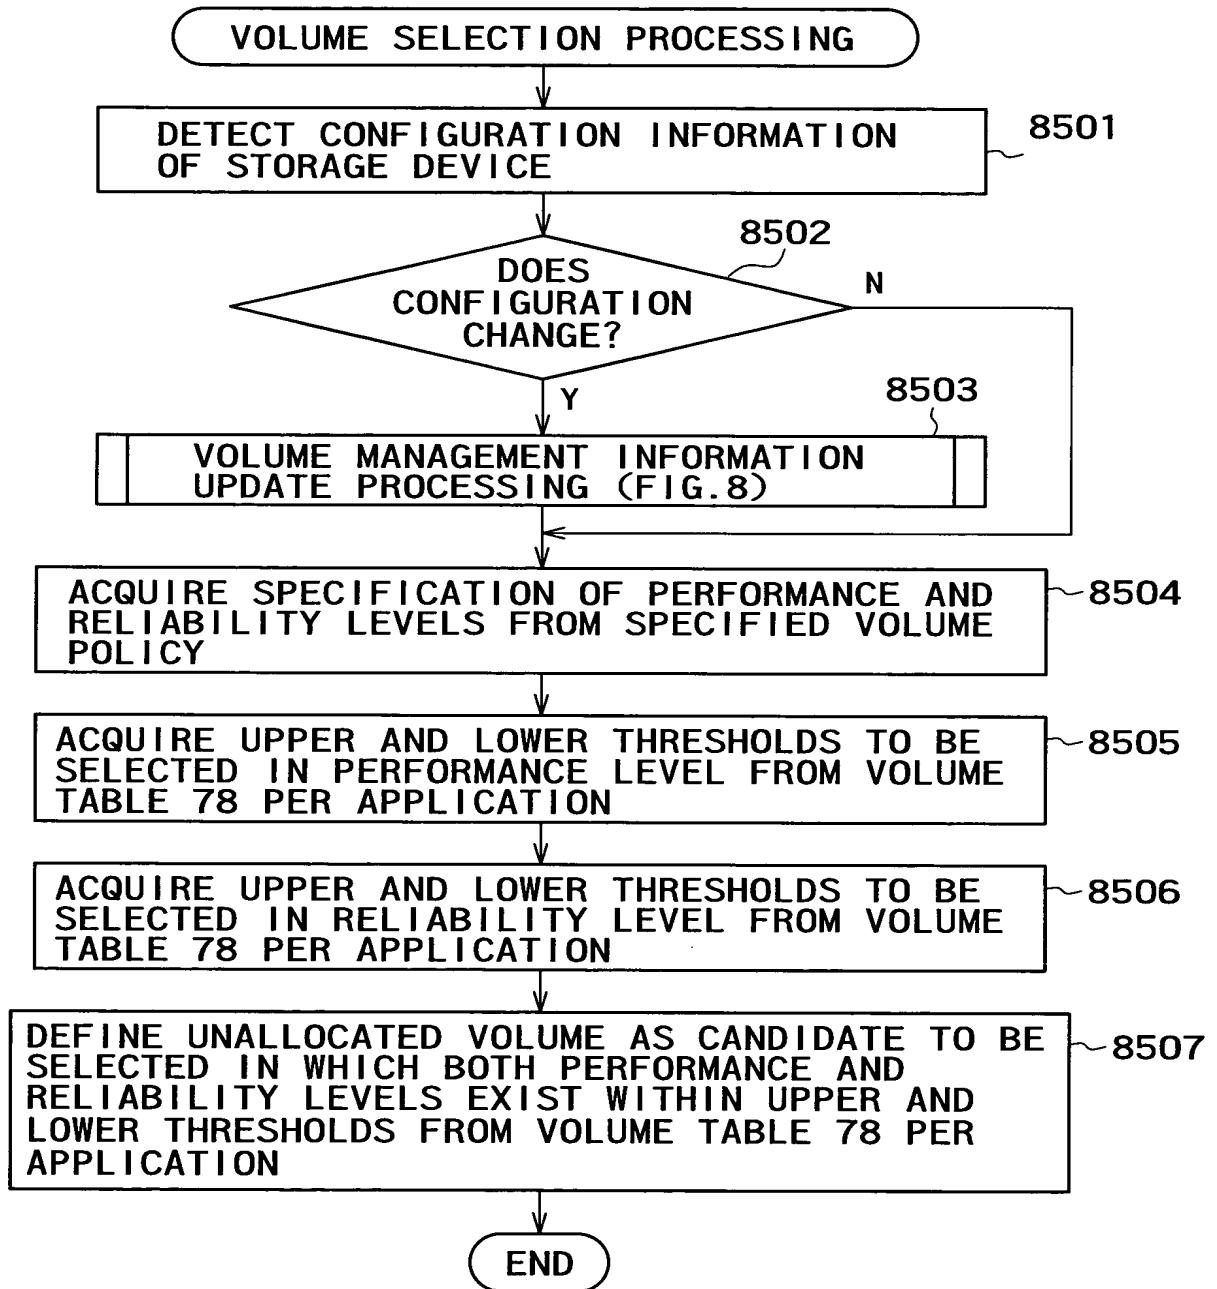 VOLUME SELECTION PROCESSING
DETECT CONFIGURATION INFORMATION
OF STORAGE DEVICE
8501
8502
DOES
CONFIGURATION
CHANGE?
N
Y
8503
VOLUME MANAGEMENT INFORMATION
UPDATE PROCESSING (FIG.8)
ACQUIRE SPECIFICATION OF PERFORMANCE AND
RELIABILITY LEVELS FROM SPECIFIED VOLUME
POLICY
8504
ACQUIRE UPPER AND LOWER THRESHOLDS TO BE
SELECTED IN PERFORMANCE LEVEL FROM VOLUME
TABLE 78 PER APPLICATION
8505
ACQUIRE UPPER AND LOWER THRESHOLDS TO BE
SELECTED IN RELIABILITY LEVEL FROM VOLUME
TABLE 78 PER APPLICATION
8506
DEFINE UNALLOCATED VOLUME AS CANDIDATE TO BE
SELECTED IN WHICH BOTH PERFORMANCE AND
RELIABILITY LEVELS EXIST WITHIN UPPER AND
LOWER THRESHOLDS FROM VOLUME TABLE 78 PER
APPLICATION
8507
END